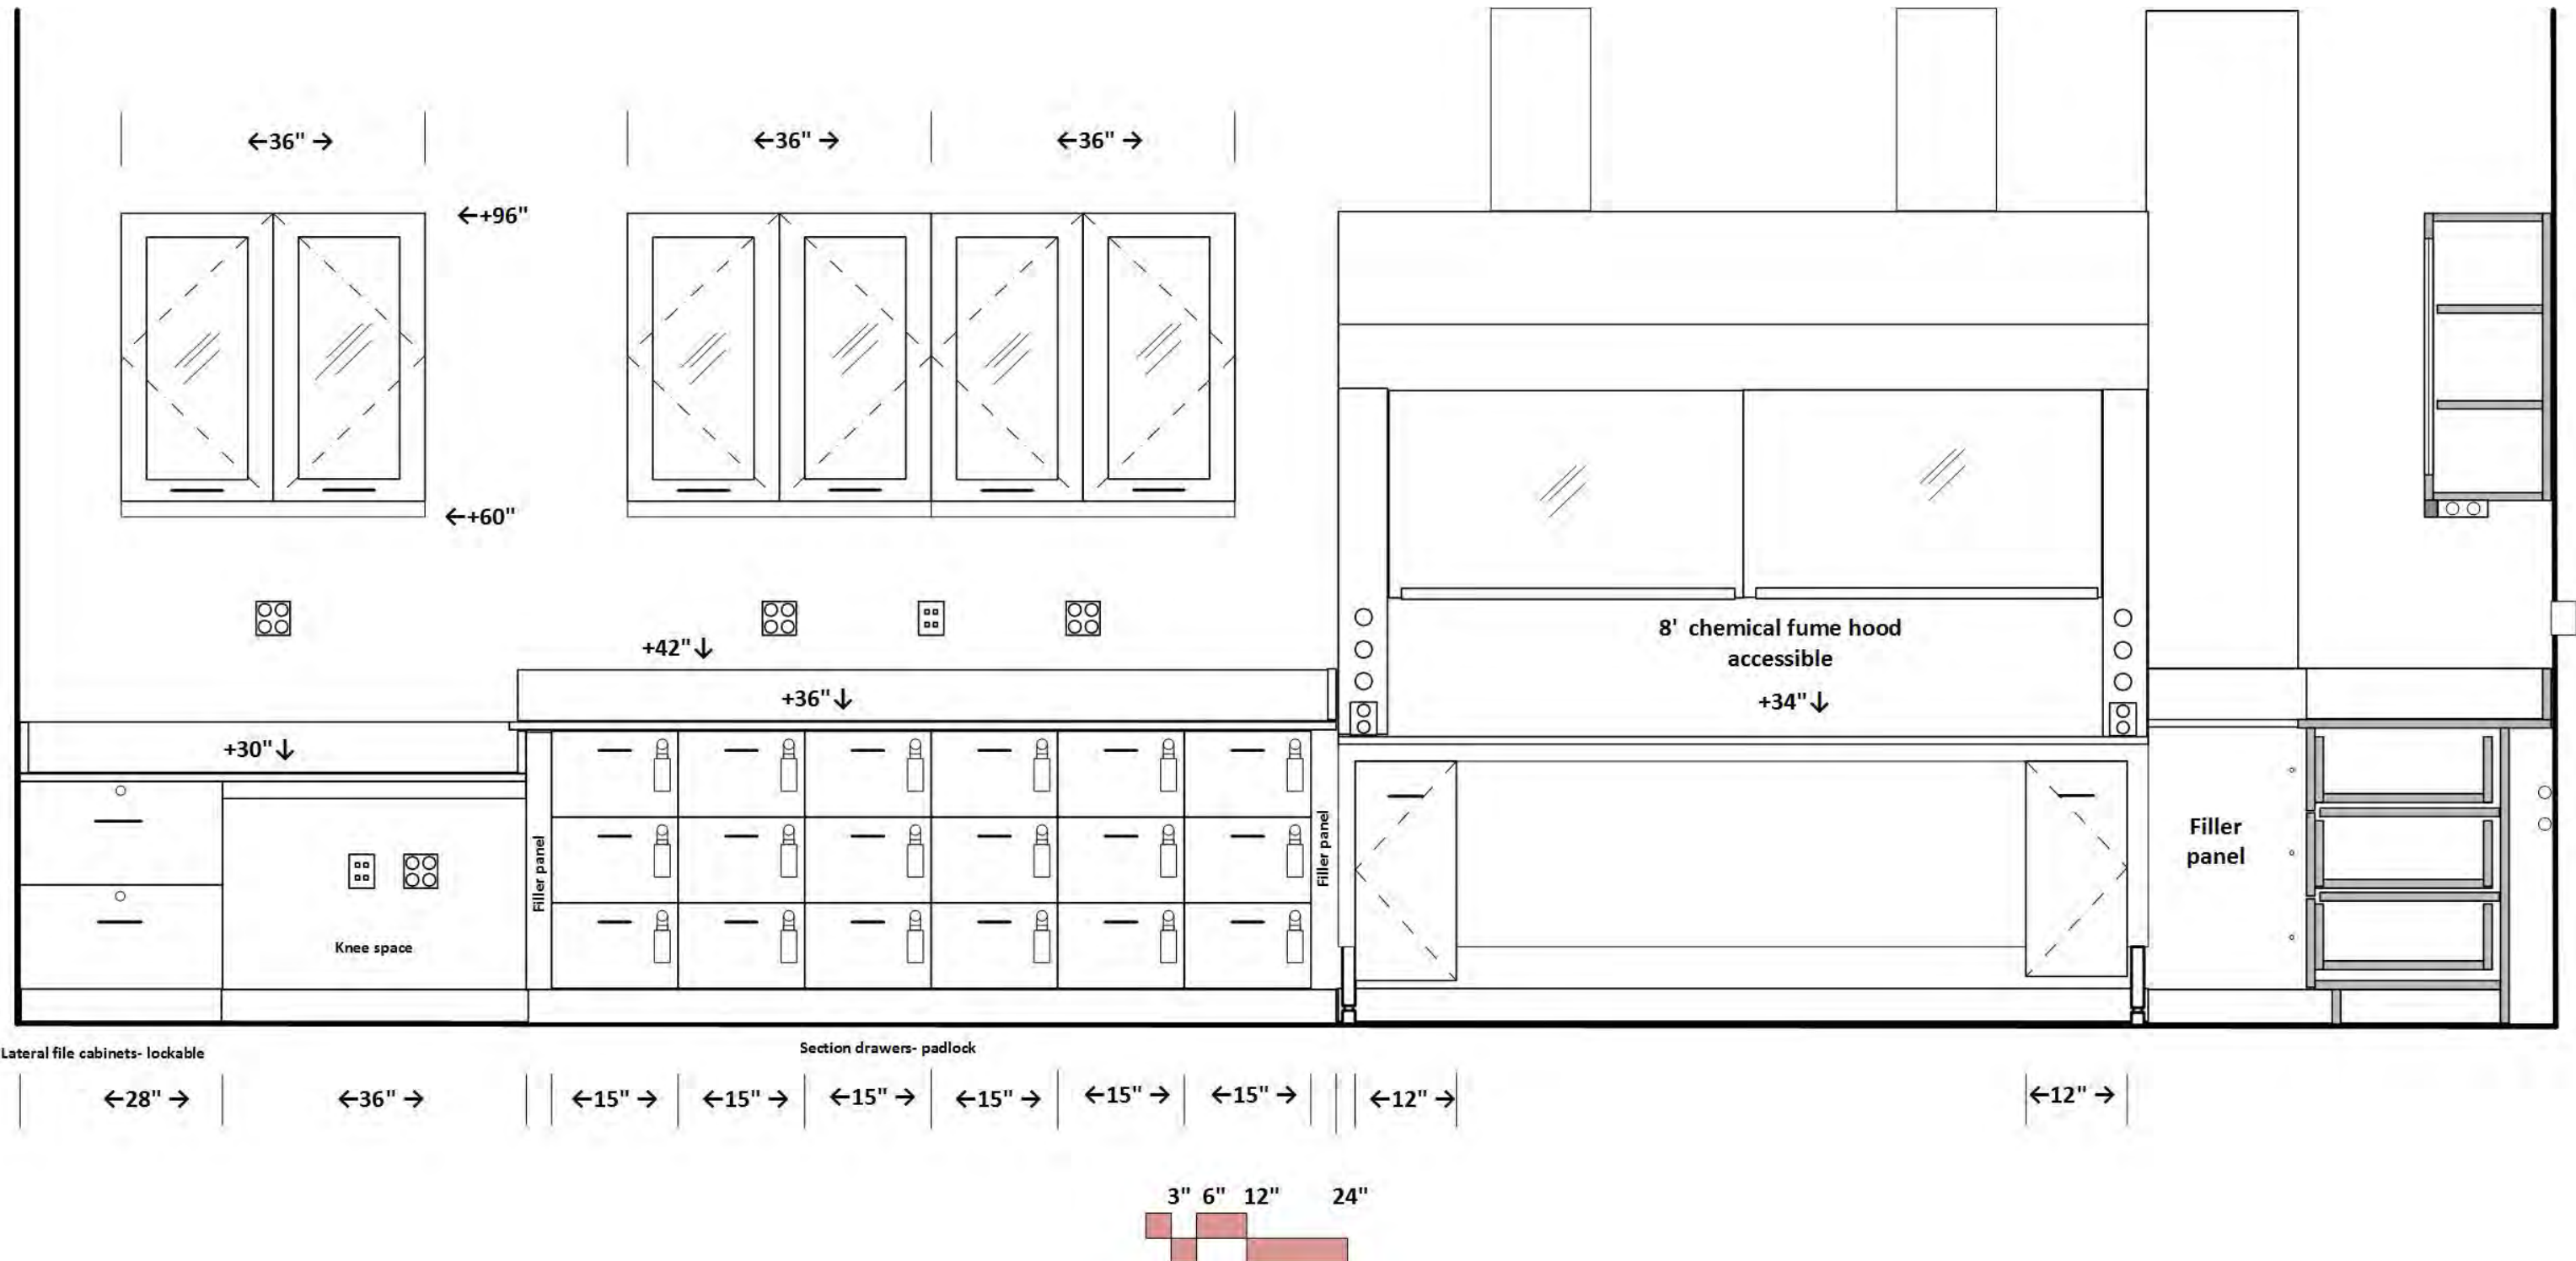 ←36" →
←36" →
←36" →
←+96"
←+60"
+42"↓
+36"↓
+30"↓
8' chemical fume hood
accessible
+34"↓
Filler panel
Filler panel
Filler
panel
Knee space
Lateral file cabinets- lockable
Section drawers- padlock
←28" →
←36" →
←15" →
←15" →
←15" →
←15" →
←15" →
←15" →
←12" →
←12" →
3" 6" 12" 24"